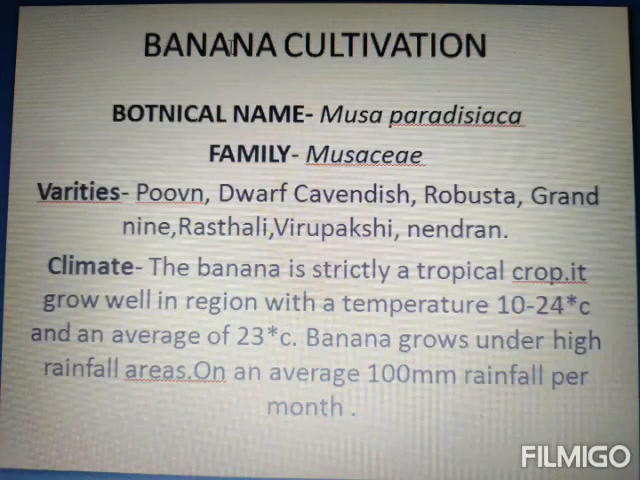 BANANA CULTIVATION
BOTNICAL NAME- Musa paradisiaca
FAMILY- Musaceae
Varities- Poovn, Dwarf Cavendish, Robusta, Grand
nine,Rasthali,Virupakshi, nendran.
Climate- The banana is strictly a tropical crop.it
grow well in region with a temperature 10-24*c
and an average of 23*c. Banana grows under high
rainfall areas.On an average 100mm rainfall per
month .
FILMIGO